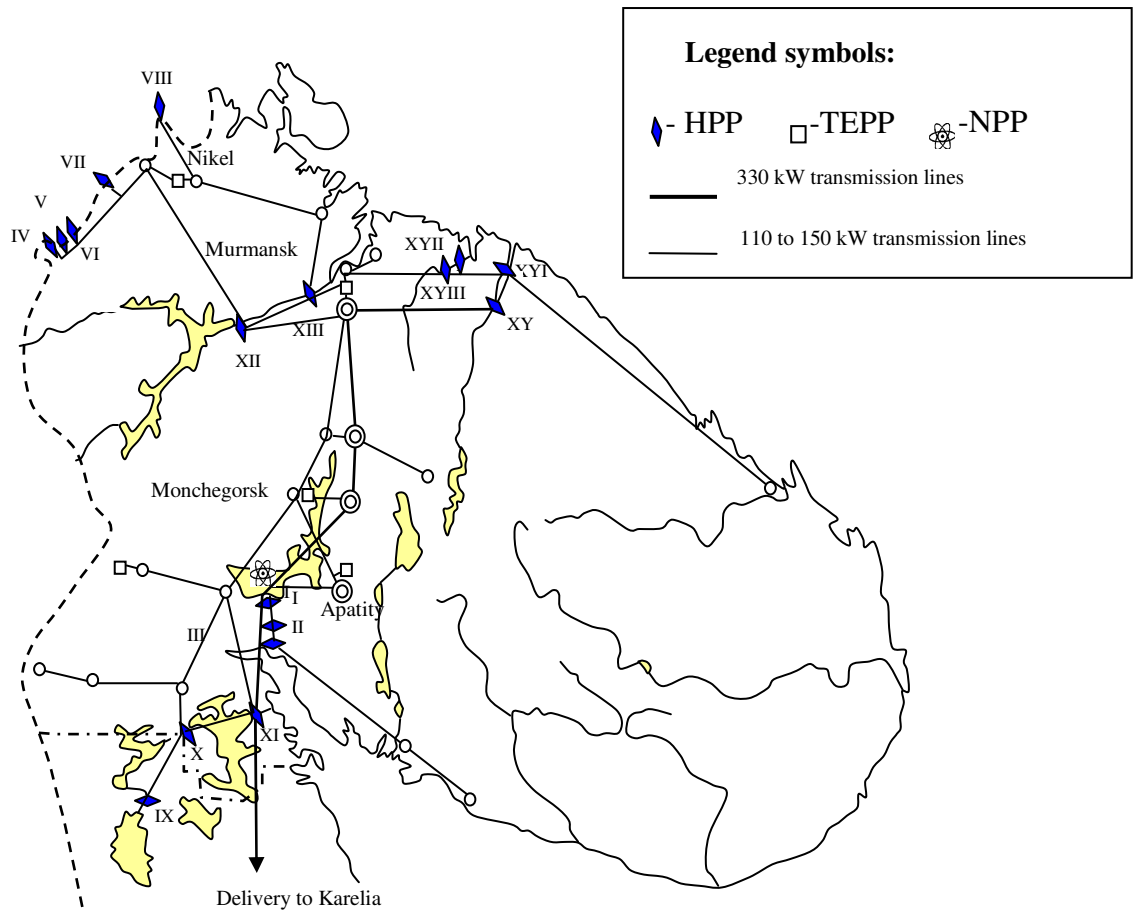 Legend symbols:
- HPP
-TEPP
-NPP
330 kW transmission lines
110 to 150 kW transmission lines
VIII
Nikel
VII
V
IV
VI
Murmansk
XYII
XYI
XYIII
XY
XIII
XII
Monchegorsk
I
Apatity
II
III
XI
X
IX
Delivery to Karelia